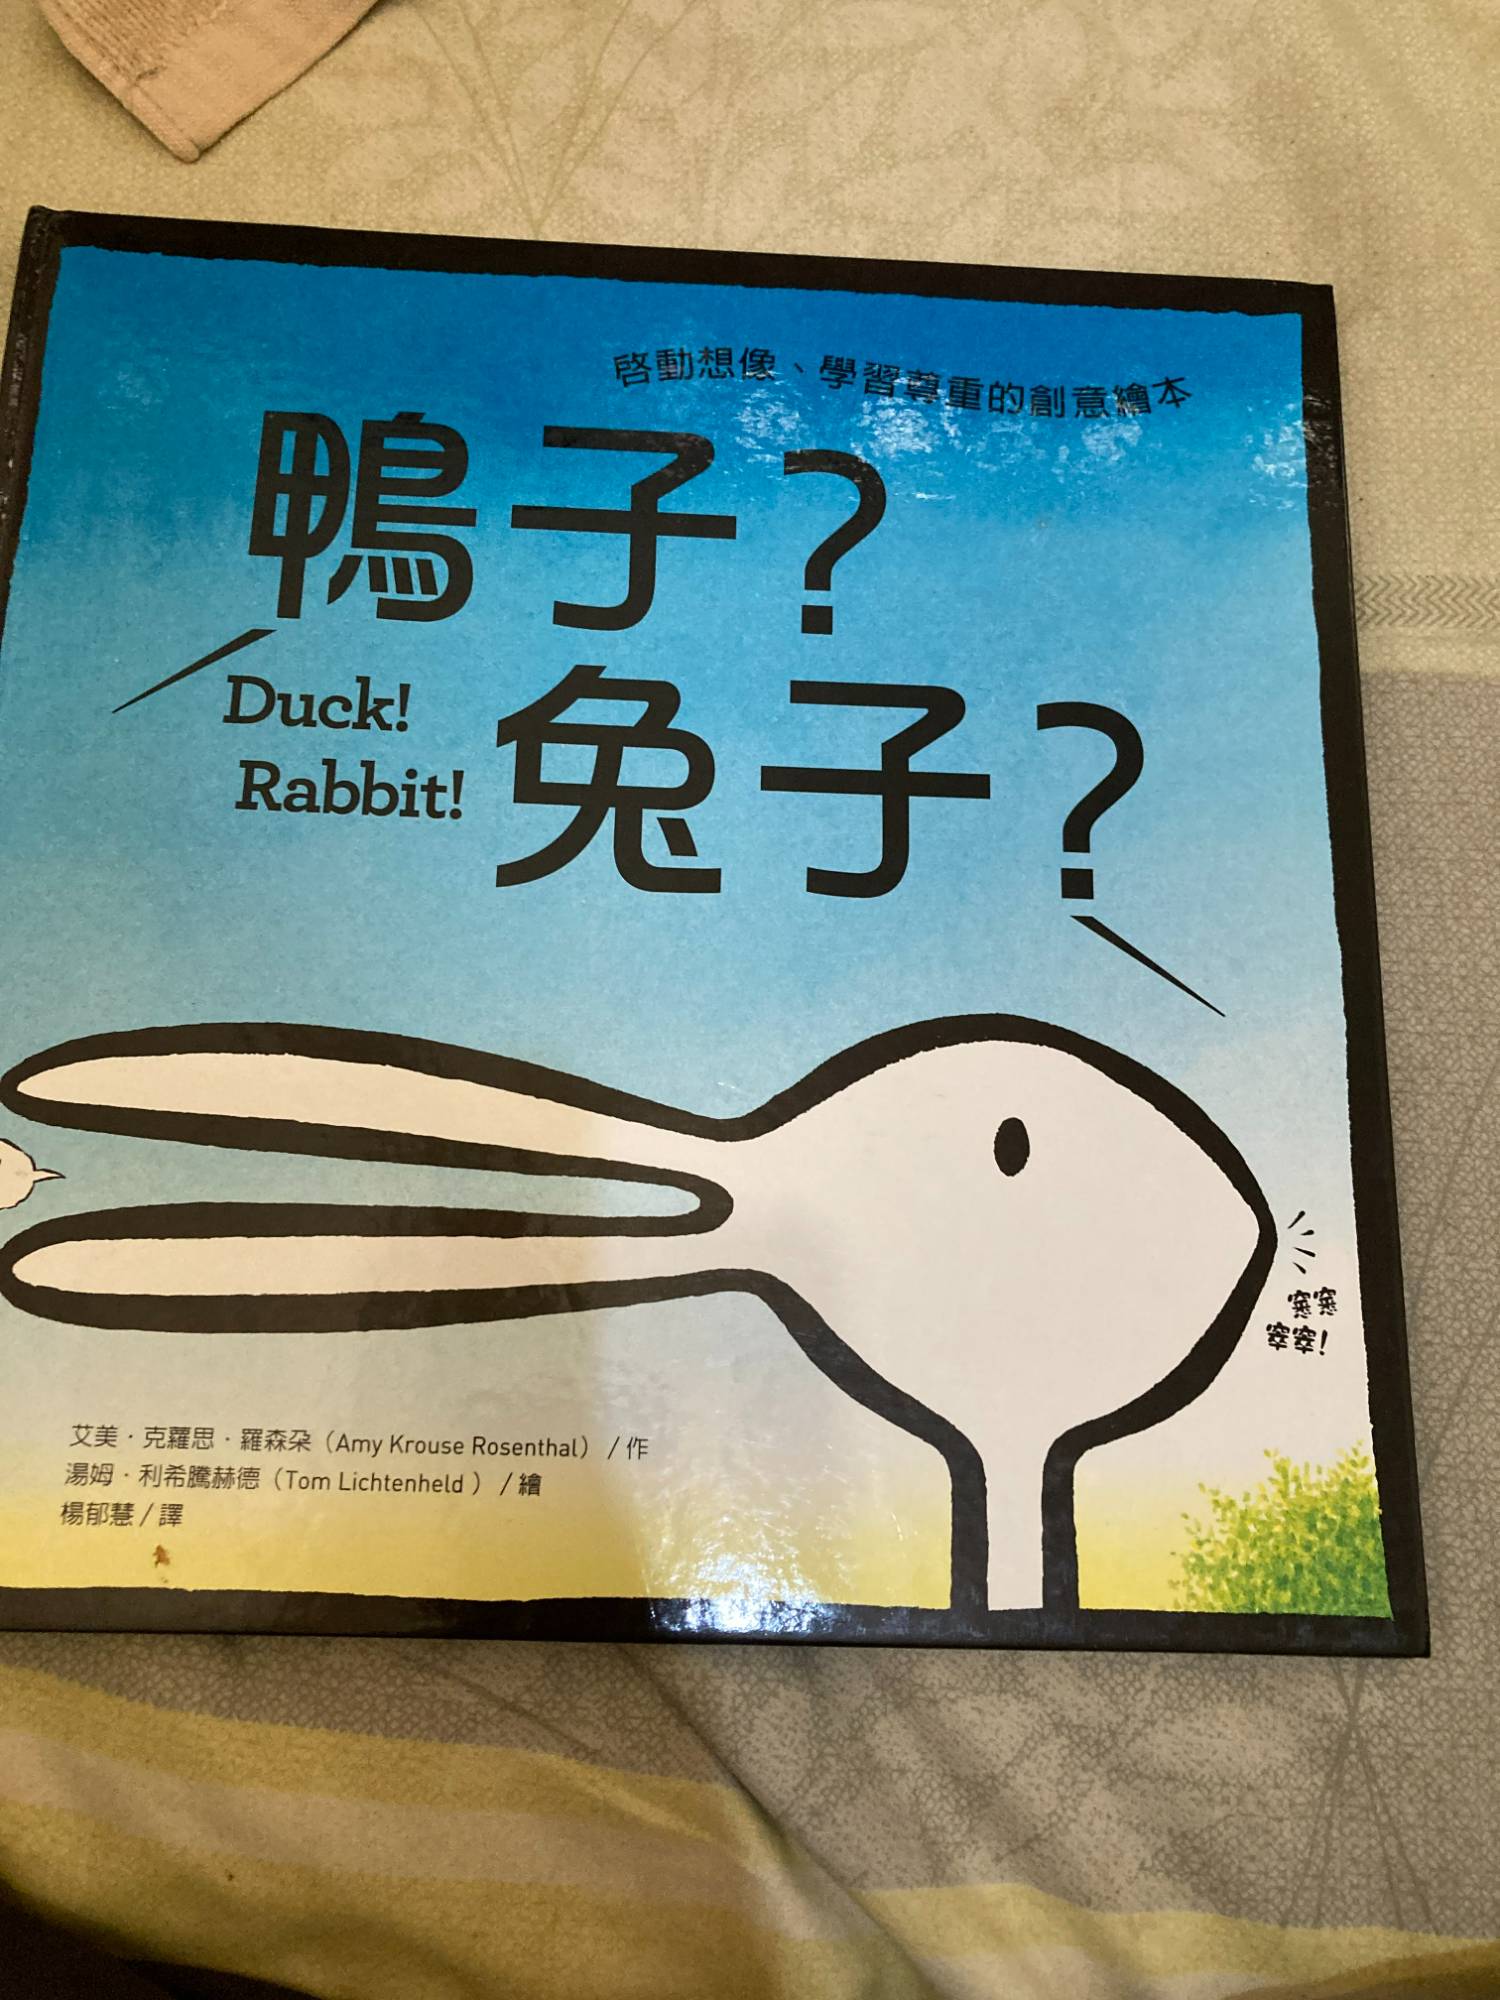 啓動想像、學習尊重的創意繪本
鴨子?
Duck!
Rabbit!
兔子?
窸窸
窣窣!
艾美·克蘿思·羅森朵（Amy Krouse Rosenthal）/作
湯姆·利希騰赫德（Tom Lichtenheld）/繪
楊郁慧/譯